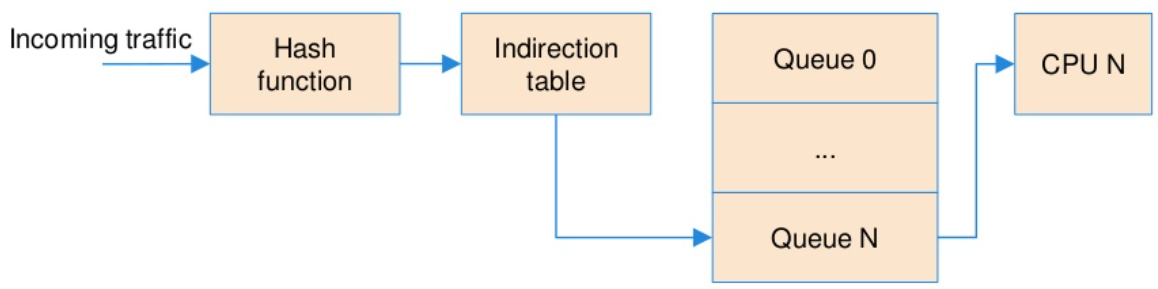 Incoming traffic
Hash
function
Indirection
table
Queue 0
...
Queue N
CPU N